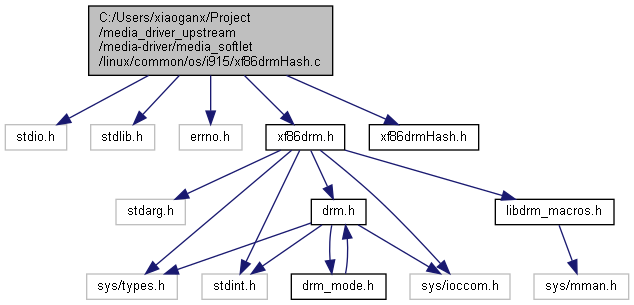 C:/Users/xiaoganx/Project
/media_driver_upstream
/media-driver/media_softlet
/linux/common/os/i915/xf86drmHash.c
stdio.h
stdlib.h
errno.h
xf86drm.h
xf86drmHash.h
stdarg.h
drm.h
libdrm_macros.h
sys/types.h
stdint.h
drm_mode.h
sys/ioccom.h
sys/mman.h